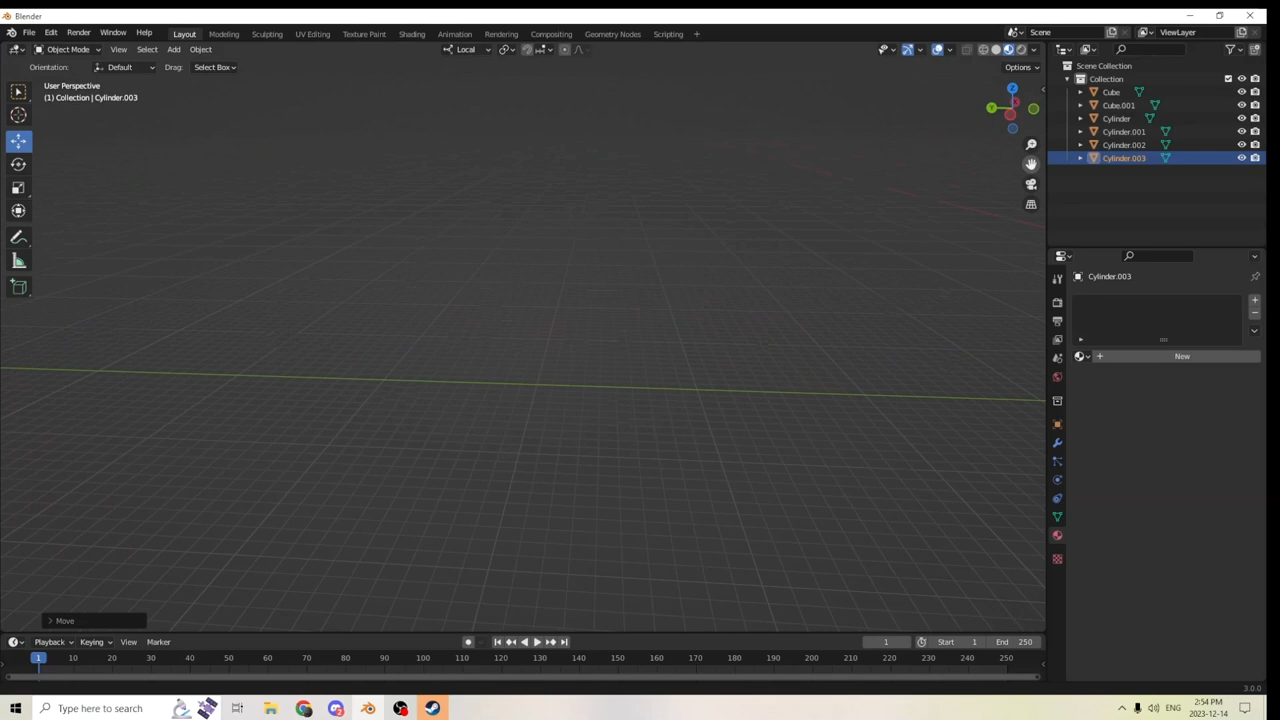 Blender
File Edit Render Window Help Layout Modeling Sculpting UV Editing Texture Paint Shading Animation Rendering Compositing Geometry Nodes Scripting + Scene ViewLayer
Object Mode View Select Add Object Local
Orientation: Default Drag: Select Box Options
User Perspective
(1) Collection | Cylinder.003
Z
Y
Scene Collection
Collection
Cube
Cube.001
Cylinder
Cylinder.001
Cylinder.002
Cylinder.003
Cylinder.003
New
Move
Playback Keying View Marker 1 Start 1 End 250
1 10 20 30 40 50 60 70 80 90 100 110 120 130 140 150 160 170 180 190 200 210 220 230 240 250
3.0.0
Type here to search
ENG
2:54 PM
2023-12-14